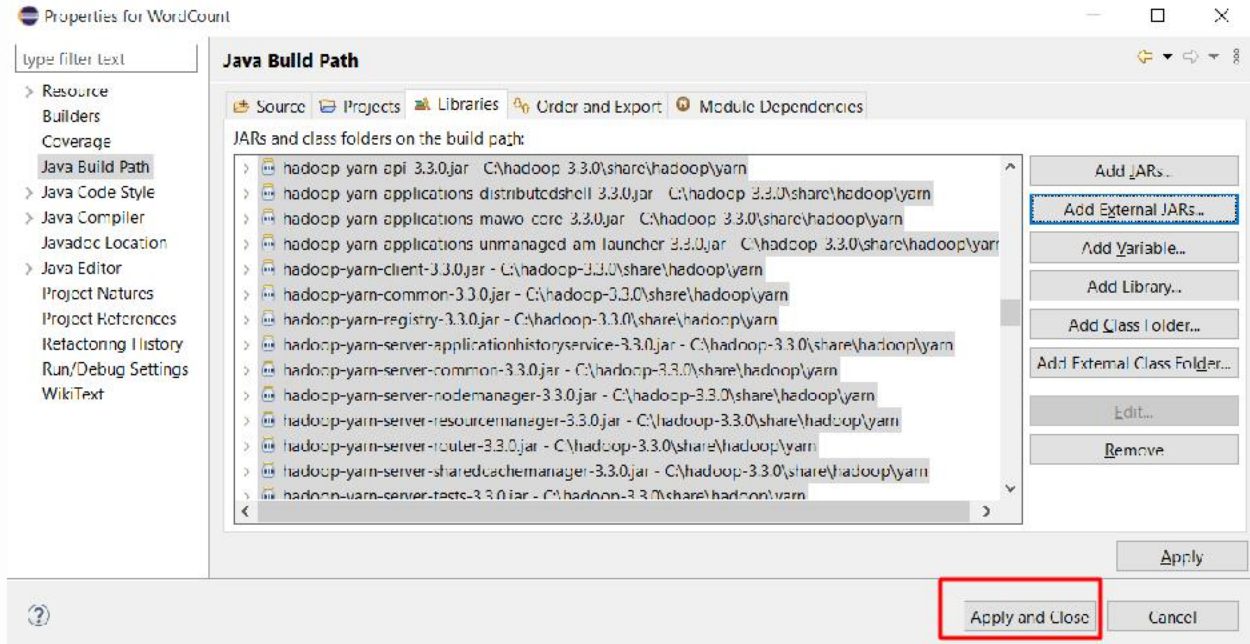 Properties for WordCount
type filter text
Resource
Builders
Coverage
Java Build Path
Java Code Style
Java Compiler
Javadoc Location
Java Editor
Project Natures
Project References
Refactoring History
Run/Debug Settings
WikiText
Java Build Path
Source Projects Libraries Order and Export Module Dependencies
JARs and class folders on the build path:
hadoop-yarn-api-3.3.0.jar - C:\hadoop-3.3.0\share\hadoop\yarn
hadoop-yarn-applications-distributedshell-3.3.0.jar - C:\hadoop-3.3.0\share\hadoop\yarn
hadoop-yarn-applications-mawo-core-3.3.0.jar - C:\hadoop-3.3.0\share\hadoop\yarn
hadoop-yarn-applications-unmanaged-am-launcher-3.3.0.jar - C:\hadoop-3.3.0\share\hadoop\yarn
hadoop-yarn-client-3.3.0.jar - C:\hadoop-3.3.0\share\hadoop\yarn
hadoop-yarn-common-3.3.0.jar - C:\hadoop-3.3.0\share\hadoop\yarn
hadoop-yarn-registry-3.3.0.jar - C:\hadoop-3.3.0\share\hadoop\yarn
hadoop-yarn-server-applicationhistoryservice-3.3.0.jar - C:\hadoop-3.3.0\share\hadoop\yarn
hadoop-yarn-server-common-3.3.0.jar - C:\hadoop-3.3.0\share\hadoop\yarn
hadoop-yarn-server-nodemanager-3.3.0.jar - C:\hadoop-3.3.0\share\hadoop\yarn
hadoop-yarn-server-resourcemanager-3.3.0.jar - C:\hadoop-3.3.0\share\hadoop\yarn
hadoop-yarn-server-router-3.3.0.jar - C:\hadoop-3.3.0\share\hadoop\yarn
hadoop-yarn-server-sharedcachemanager-3.3.0.jar - C:\hadoop-3.3.0\share\hadoop\yarn
hadoop-yarn-server-tests-3.3.0.jar - C:\hadoop-3.3.0\share\hadoop\yarn
Add JARs...
Add External JARs...
Add Variable...
Add Library...
Add Class Folder...
Add External Class Folder...
Edit...
Remove
Apply
Apply and Close Cancel